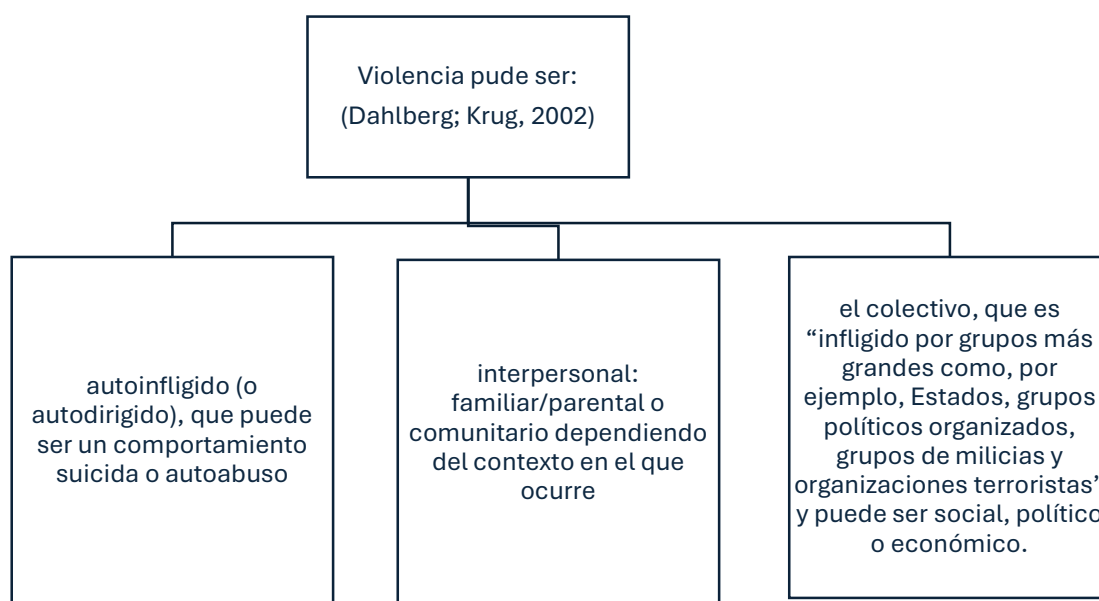 Violencia pude ser:
(Dahlberg; Krug, 2002)
autoinfligido (o
autodirigido), que puede
ser un comportamiento
suicida o autoabuso
interpersonal:
familiar/parental o
comunitario dependiendo
del contexto en el que
ocurre
el colectivo, que es
“infligido por grupos más
grandes como, por
ejemplo, Estados, grupos
políticos organizados,
grupos de milicias y
organizaciones terroristas”
y puede ser social, político
o económico.